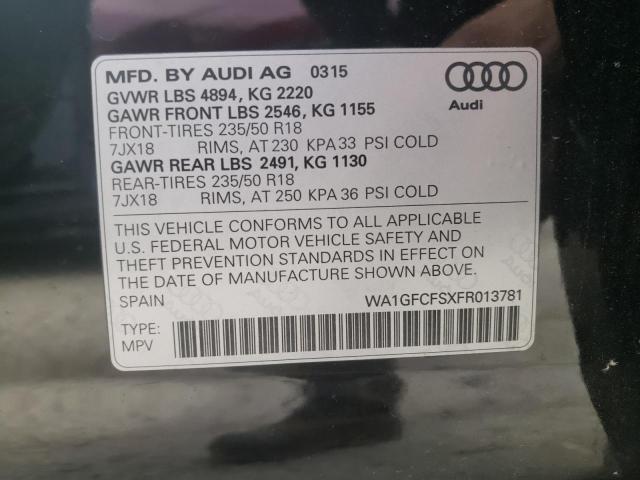 MFD. BY AUDI AG 0315
GVWR LBS 4894, KG 2220
GAWR FRONT LBS 2546, KG 1155
FRONT-TIRES 235/50 R18
7JX18 RIMS, AT 230 KPA 33 PSI COLD
GAWR REAR LBS 2491, KG 1130
REAR-TIRES 235/50 R18
7JX18 RIMS, AT 250 KPA 36 PSI COLD
Audi
THIS VEHICLE CONFORMS TO ALL APPLICABLE
U.S. FEDERAL MOTOR VEHICLE SAFETY AND
THEFT PREVENTION STANDARDS IN EFFECT ON
THE DATE OF MANUFACTURE SHOWN ABOVE.
SPAIN WA1GFCFSXFR013781
TYPE:
MPV